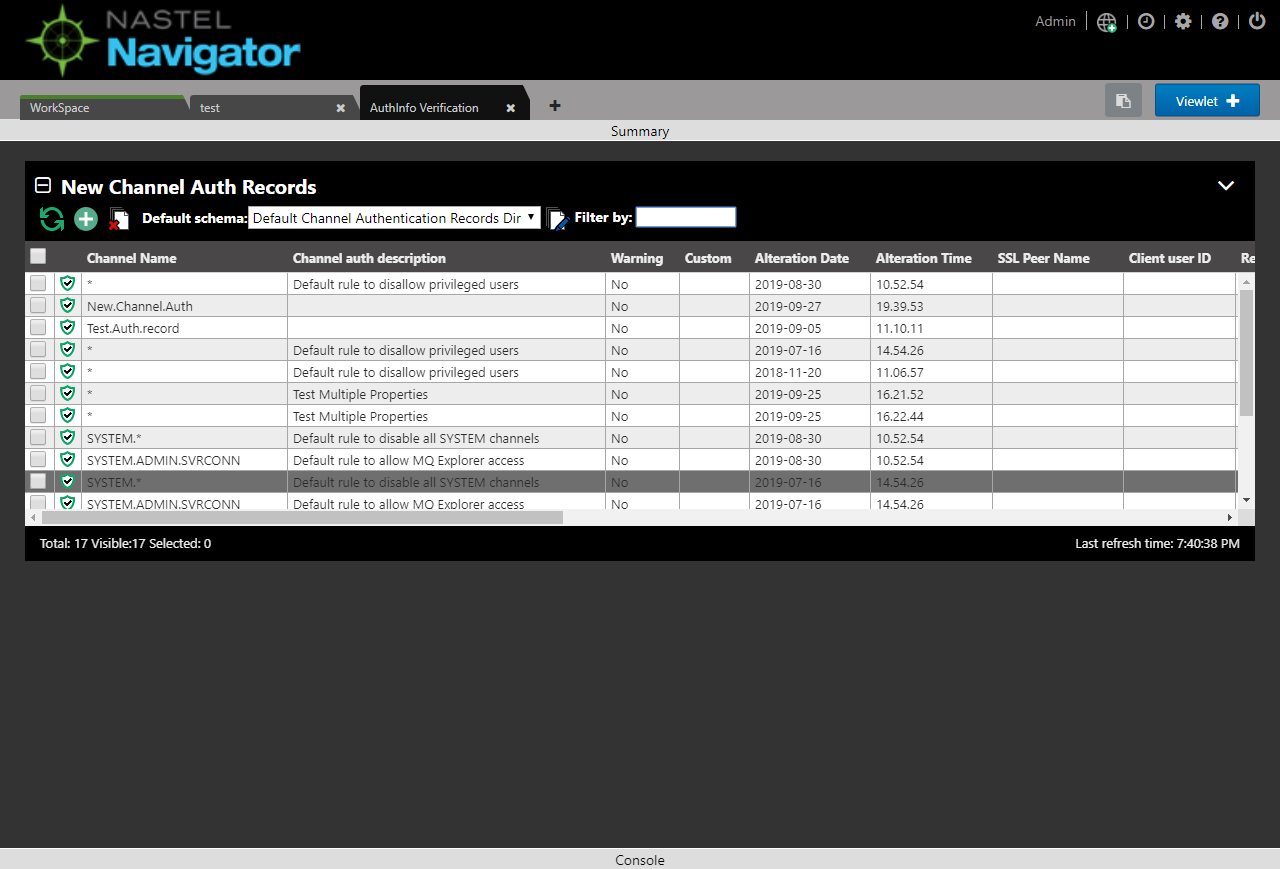 NASTEL
Navigator
Admin
WorkSpace
test
AuthInfo Verification
Viewlet
Summary
New Channel Auth Records
Default schema: Default Channel Authentication Records Dir Filter by:
Channel Name Channel auth description Warning Custom Alteration Date Alteration Time SSL Peer Name Client user ID Re
* Default rule to disallow privileged users No 2019-08-30 10.52.54
New.Channel.Auth No 2019-09-27 19.39.53
Test.Auth.record No 2019-09-05 11.10.11
* Default rule to disallow privileged users No 2019-07-16 14.54.26
* Default rule to disallow privileged users No 2018-11-20 11.06.57
* Test Multiple Properties No 2019-09-25 16.21.52
* Test Multiple Properties No 2019-09-25 16.22.44
SYSTEM.* Default rule to disable all SYSTEM channels No 2019-08-30 10.52.54
SYSTEM.ADMIN.SVRCONN Default rule to allow MQ Explorer access No 2019-08-30 10.52.54
SYSTEM.* Default rule to disable all SYSTEM channels No 2019-07-16 14.54.26
SYSTEM.ADMIN.SVRCONN Default rule to allow MQ Explorer access No 2019-07-16 14.54.26
Total: 17 Visible:17 Selected: 0 Last refresh time: 7:40:38 PM
Console